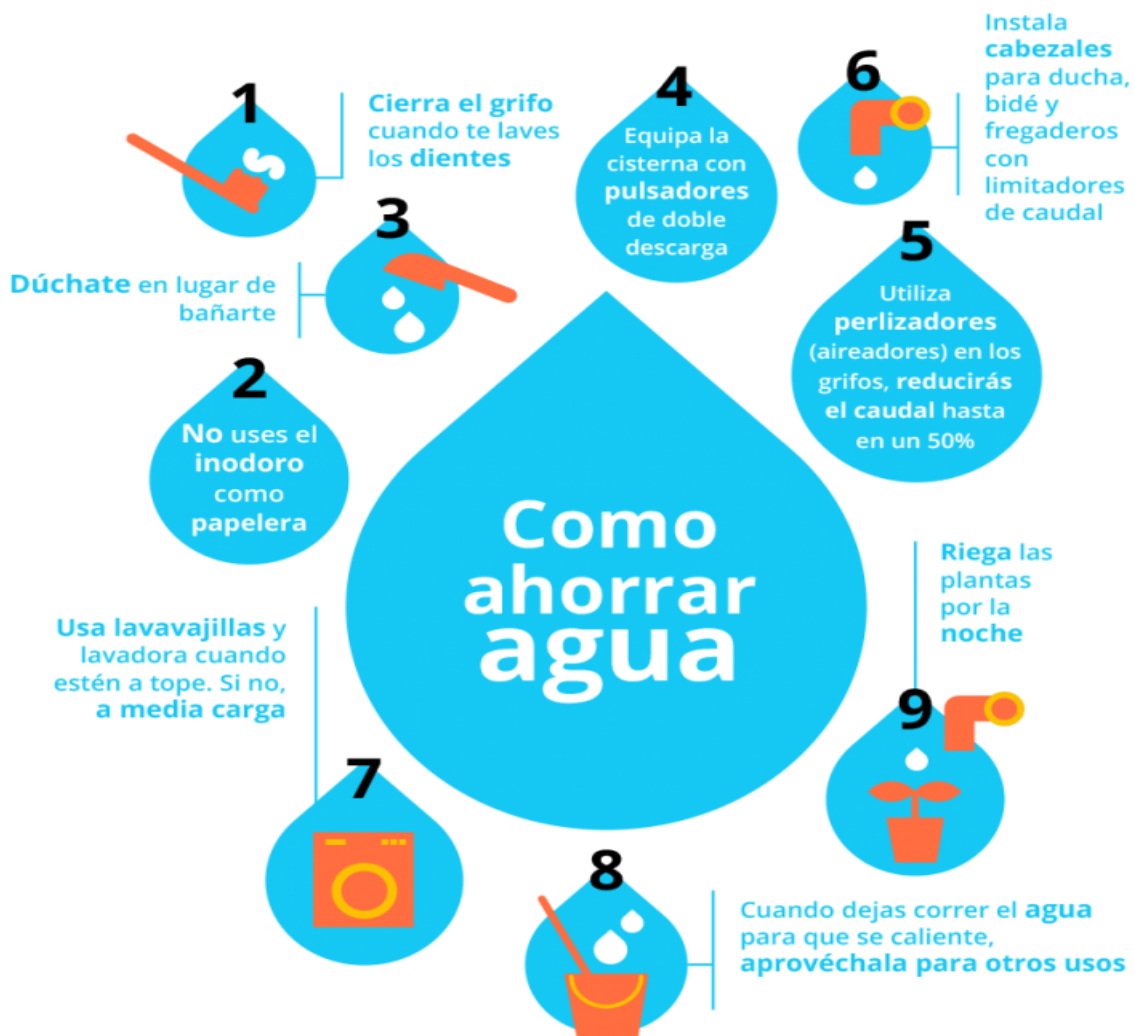 1
Cierra el grifo
cuando te laves
los dientes
2
No uses el
inodoro
como
papelera
3
Dúchate en lugar de
bañarte
4
Equipa la
cisterna con
pulsadores
de doble
descarga
5
Utiliza
perlizadores
(aireadores) en los
grifos, reducirás
el caudal hasta
en un 50%
6
Instala
cabezales
para ducha,
bidé y
fregaderos
con
limitadores
de caudal
Como
ahorrar
agua
7
Usa lavavajillas y
lavadora cuando
estén a tope. Si no,
a media carga
8
Cuando dejas correr el agua
para que se caliente,
aprovéchala para otros usos
9
Riega las
plantas
por la
noche